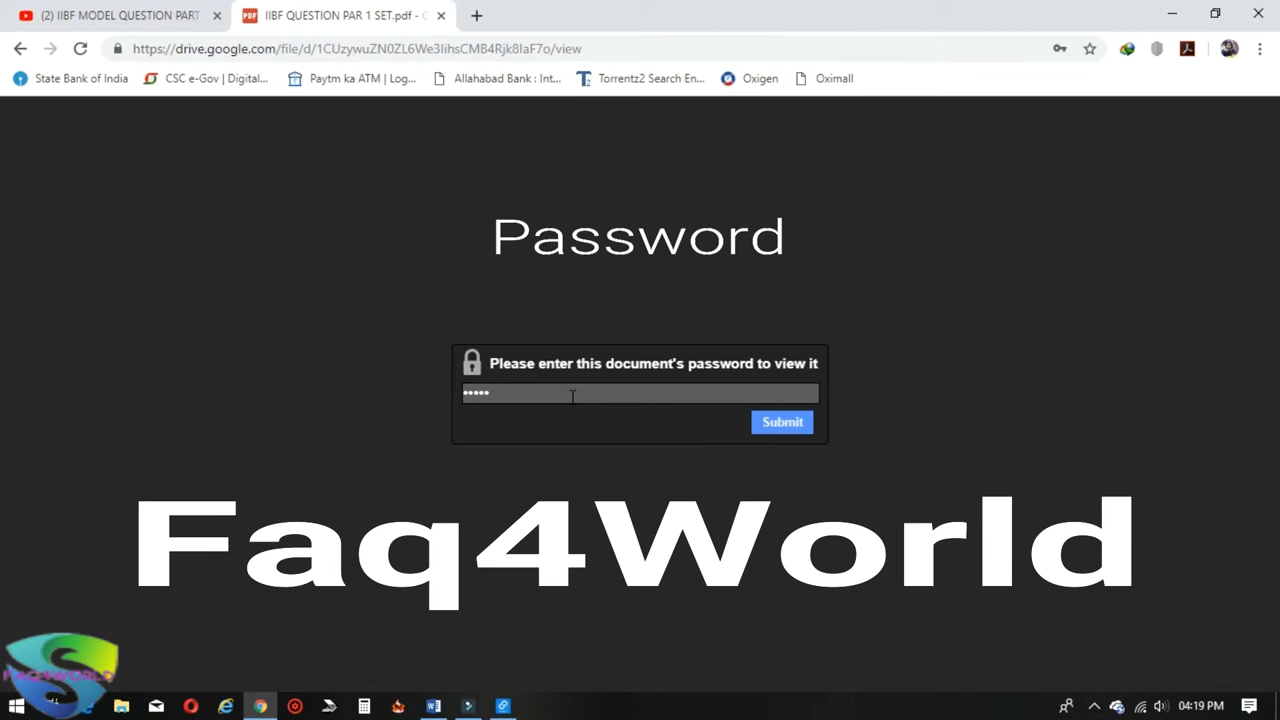 (2) IIBF MODEL QUESTION PART
IIBF QUESTION PAR 1 SET.pdf - G
https://drive.google.com/file/d/1CUzywuZN0ZL6We3IihsCMB4Rjk8IaF7o/view
State Bank of India
CSC e-Gov | Digital...
Paytm ka ATM | Log...
Allahabad Bank : Int...
Torrentz2 Search En...
Oxigen
Oximall
Password
Please enter this document's password to view it
•••••
Submit
Faq4World
FAQ4WORLD
04:19 PM